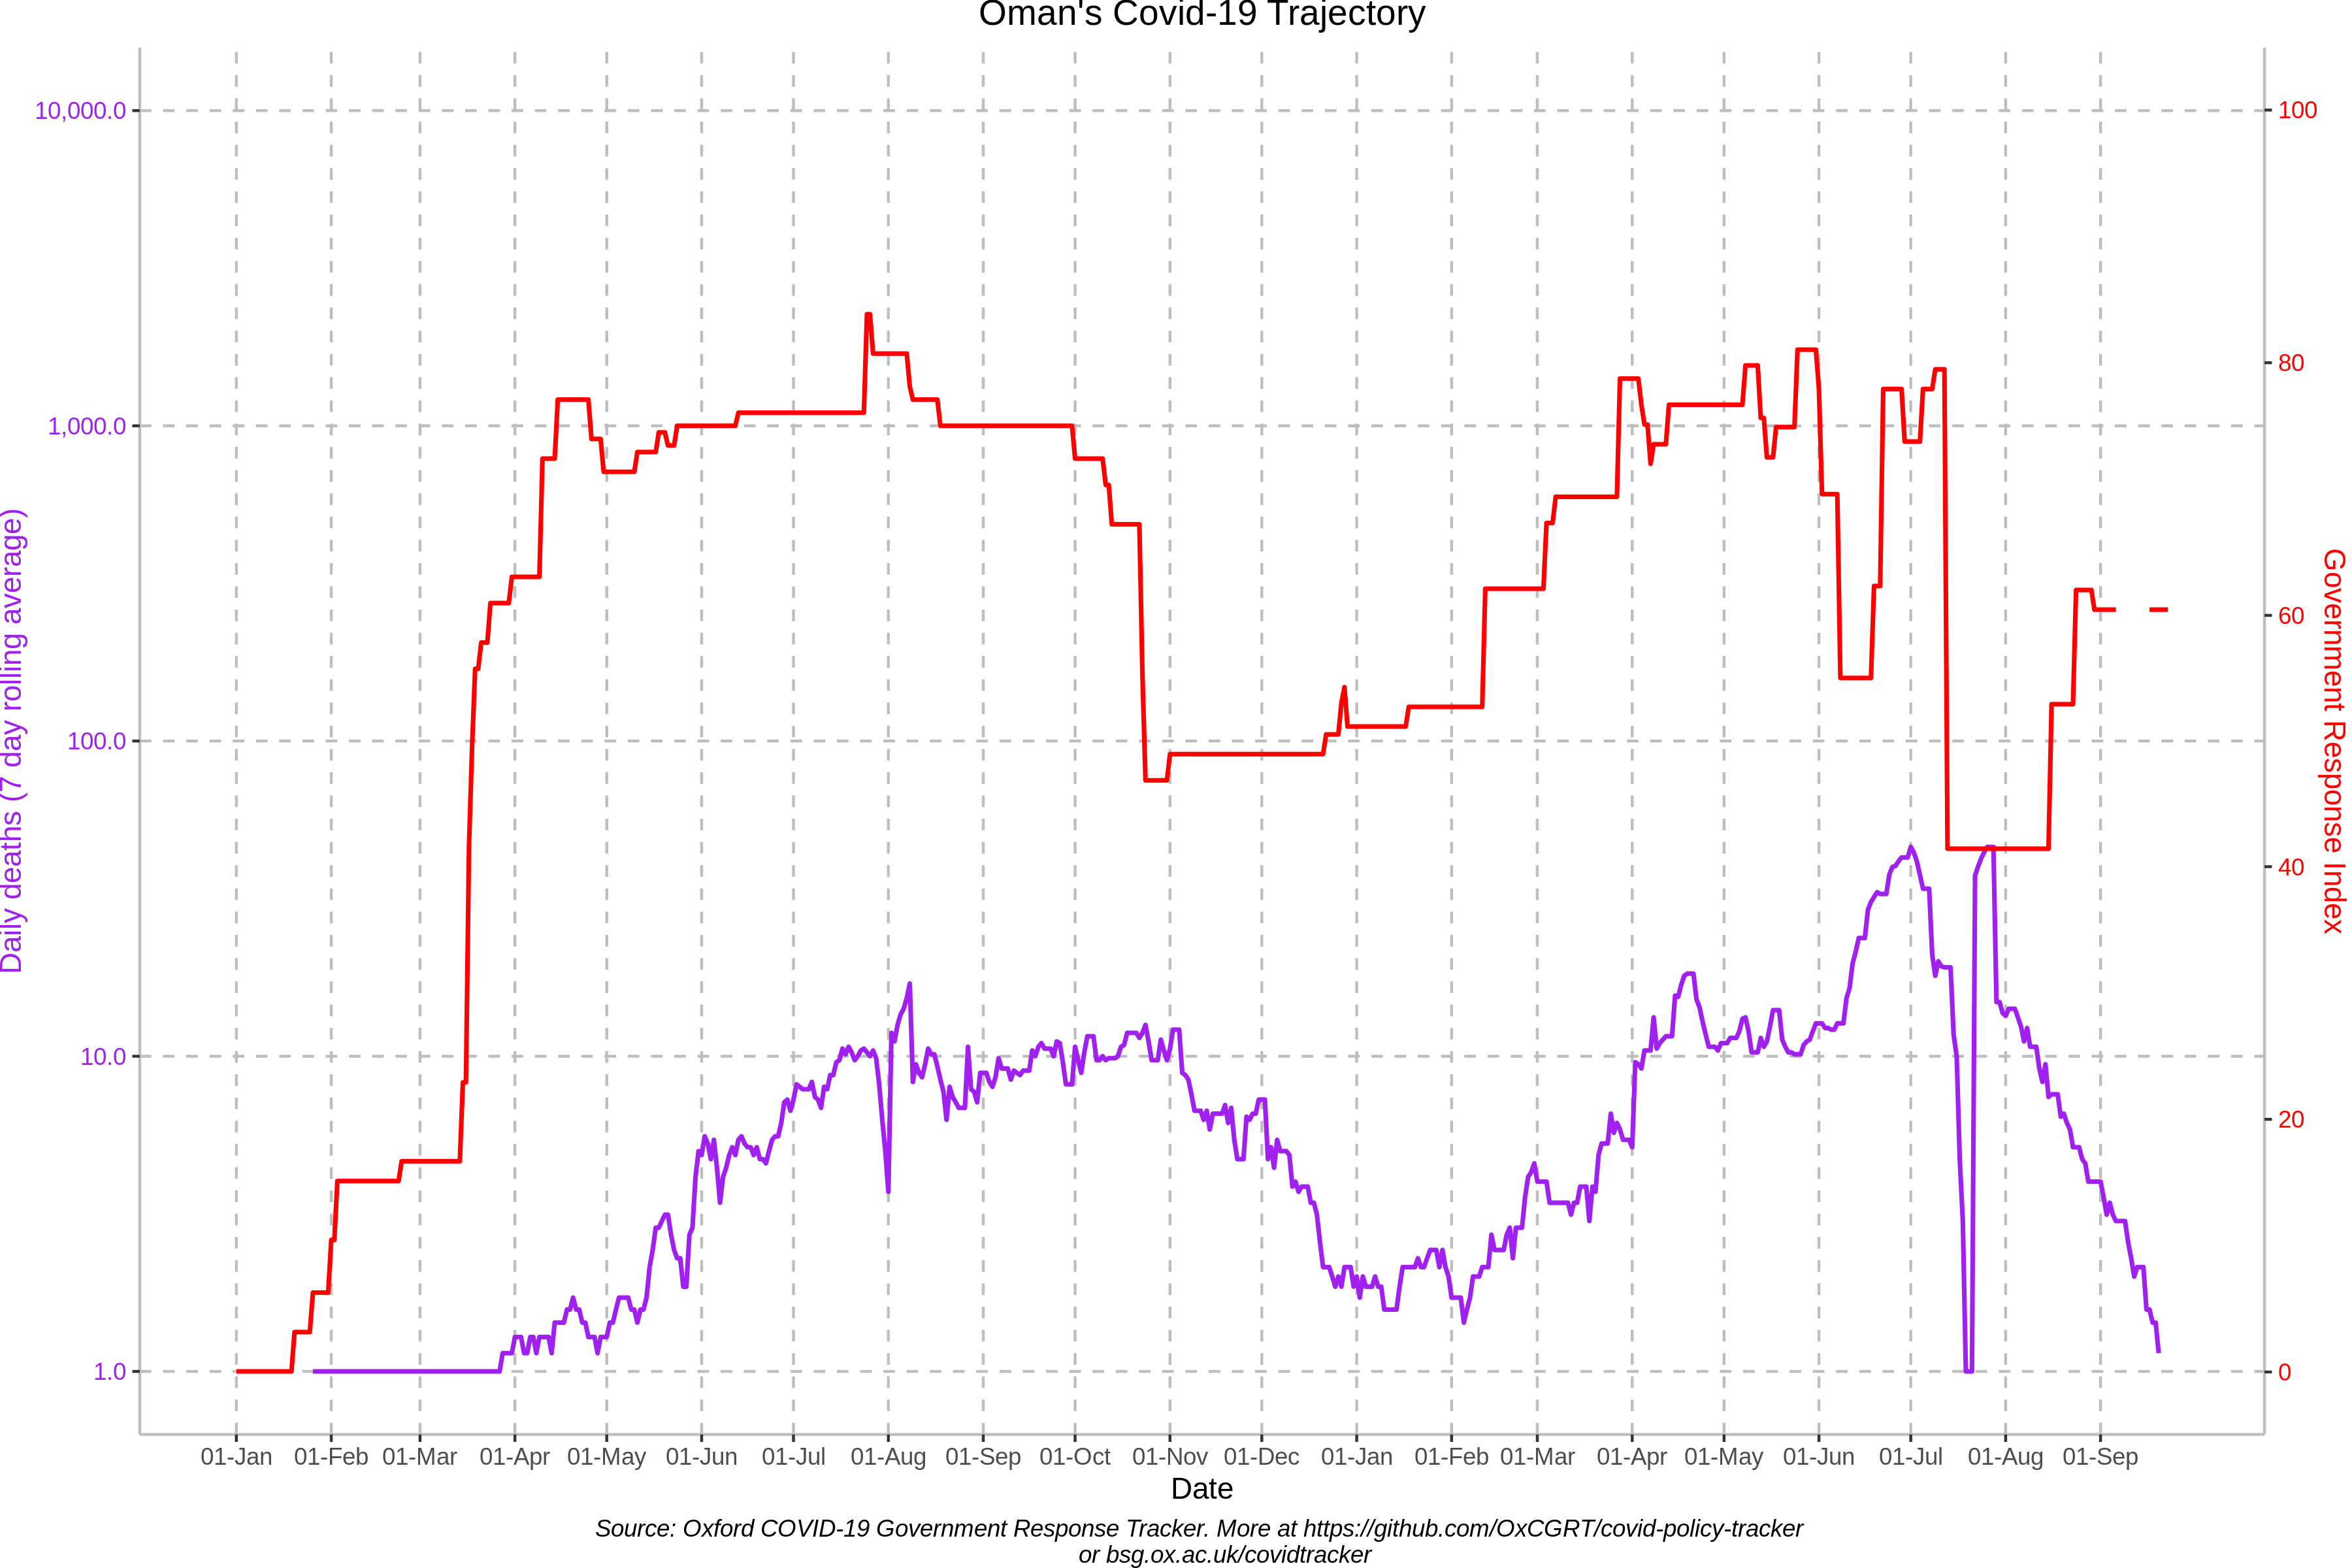 Oman's Covid-19 Trajectory
10,000.0
1,000.0
100.0
10.0
1.0
Daily deaths (7 day rolling average)
100
80
60
40
20
0
Government Response Index
01-Jan 01-Feb 01-Mar 01-Apr 01-May 01-Jun 01-Jul 01-Aug 01-Sep 01-Oct 01-Nov 01-Dec 01-Jan 01-Feb 01-Mar 01-Apr 01-May 01-Jun 01-Jul 01-Aug 01-Sep
Date
Source: Oxford COVID-19 Government Response Tracker. More at https://github.com/OxCGRT/covid-policy-tracker
or bsg.ox.ac.uk/covidtracker